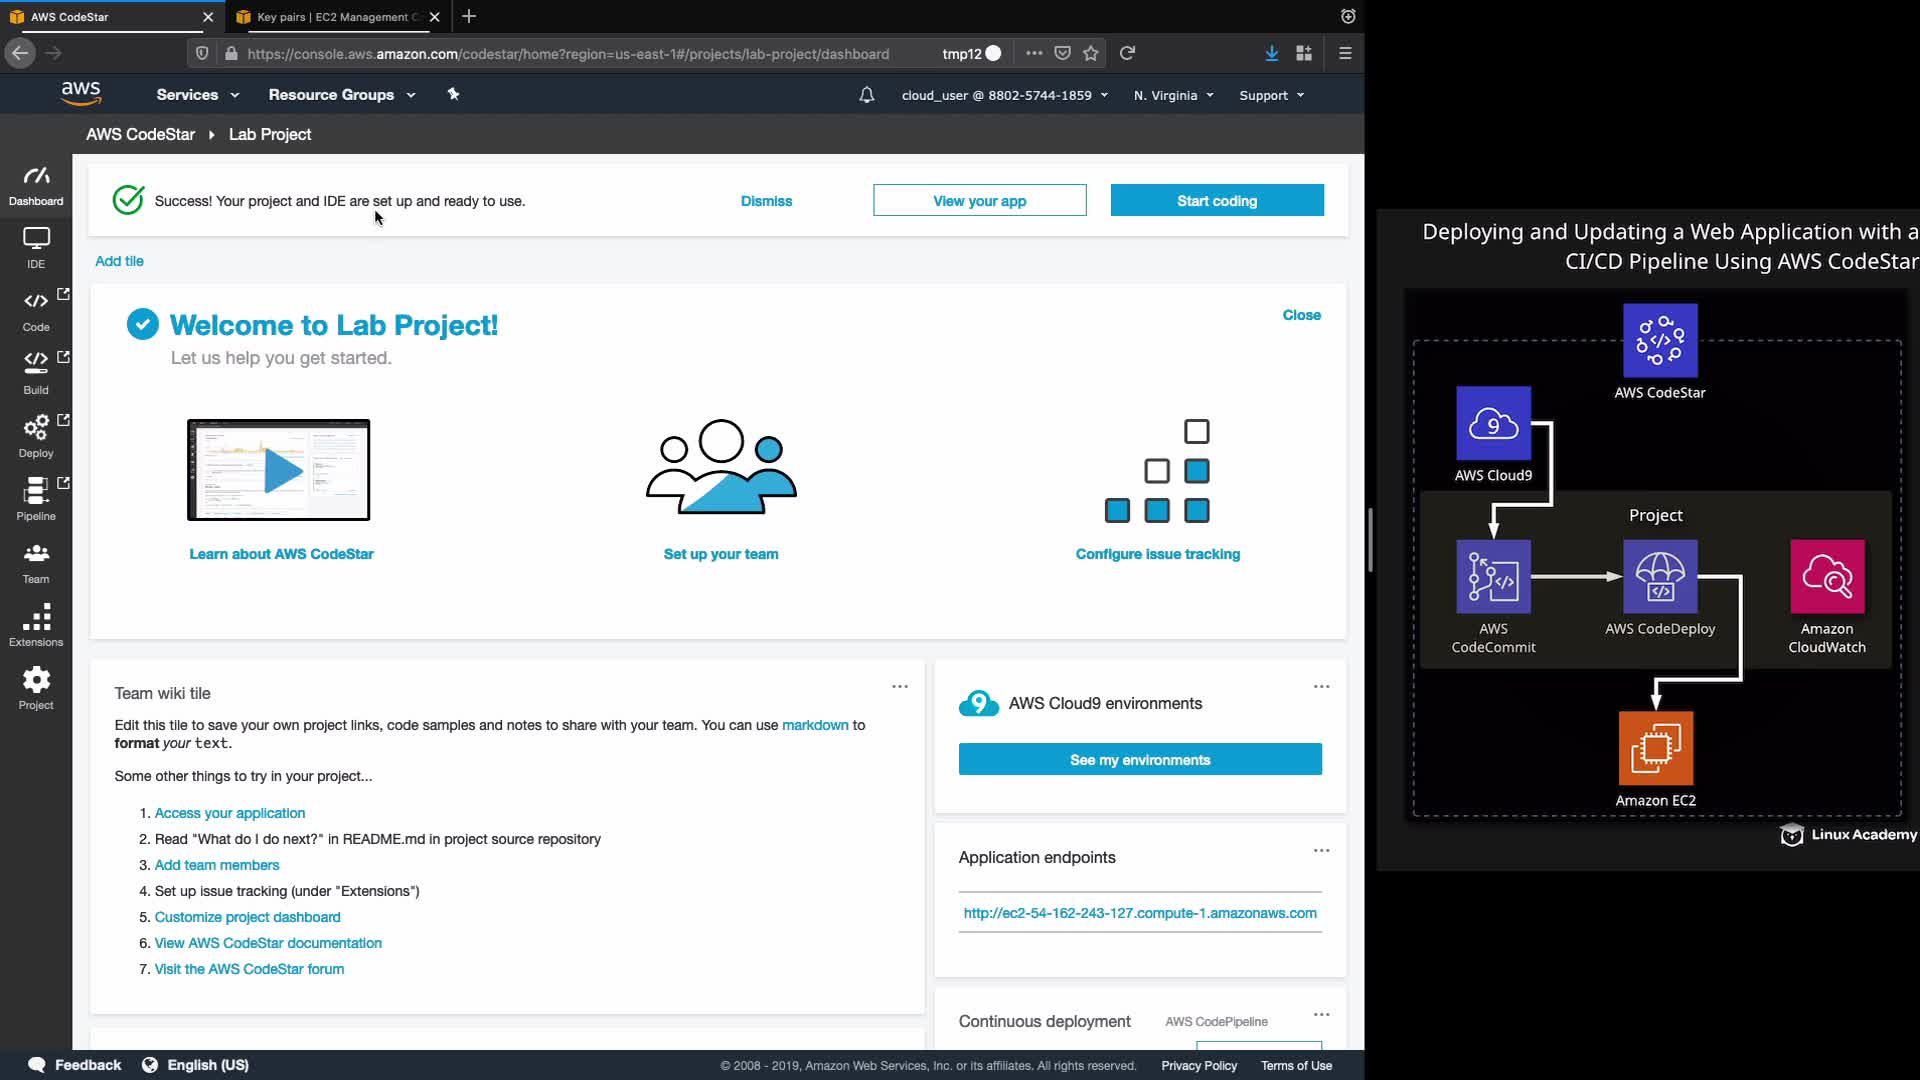 AWS CodeStar
Key pairs | EC2 Management C
https://console.aws.amazon.com/codestar/home?region=us-east-1#/projects/lab-project/dashboard
tmp12
aws
Services
Resource Groups
cloud_user @ 8802-5744-1859
N. Virginia
Support
AWS CodeStar
Lab Project
Dashboard
IDE
Code
Build
Deploy
Pipeline
Team
Extensions
Project
Success! Your project and IDE are set up and ready to use.
Dismiss
View your app
Start coding
Add tile
Welcome to Lab Project!
Let us help you get started.
Close
Learn about AWS CodeStar
Set up your team
Configure issue tracking
Team wiki tile
Edit this tile to save your own project links, code samples and notes to share with your team. You can use markdown to
format your text.
Some other things to try in your project...
1. Access your application
2. Read "What do I do next?" in README.md in project source repository
3. Add team members
4. Set up issue tracking (under "Extensions")
5. Customize project dashboard
6. View AWS CodeStar documentation
7. Visit the AWS CodeStar forum
9
AWS Cloud9 environments
See my environments
Application endpoints
http://ec2-54-162-243-127.compute-1.amazonaws.com
Continuous deployment
AWS CodePipeline
Feedback
English (US)
© 2008 - 2019, Amazon Web Services, Inc. or its affiliates. All rights reserved.
Privacy Policy
Terms of Use
Deploying and Updating a Web Application with a
CI/CD Pipeline Using AWS CodeStar
AWS CodeStar
9
AWS Cloud9
Project
AWS
CodeCommit
AWS CodeDeploy
Amazon
CloudWatch
Amazon EC2
Linux Academy